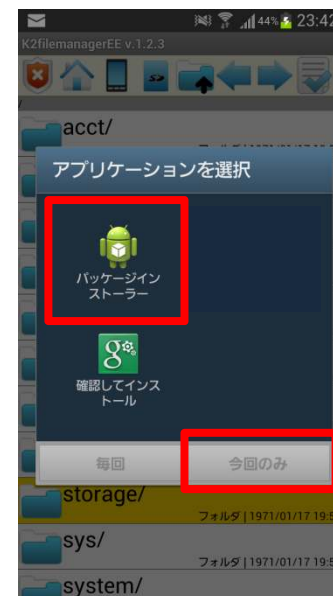 44% 23:42
K2filemanagerEE v.1.2.3
/
acct/
アプリケーションを選択
パッケージイン
ストーラー
確認してインス
トール
毎回
今回のみ
storage/
フォルダ | 1971/01/17 19:5
sys/
フォルダ | 1971/01/17 19:5
system/